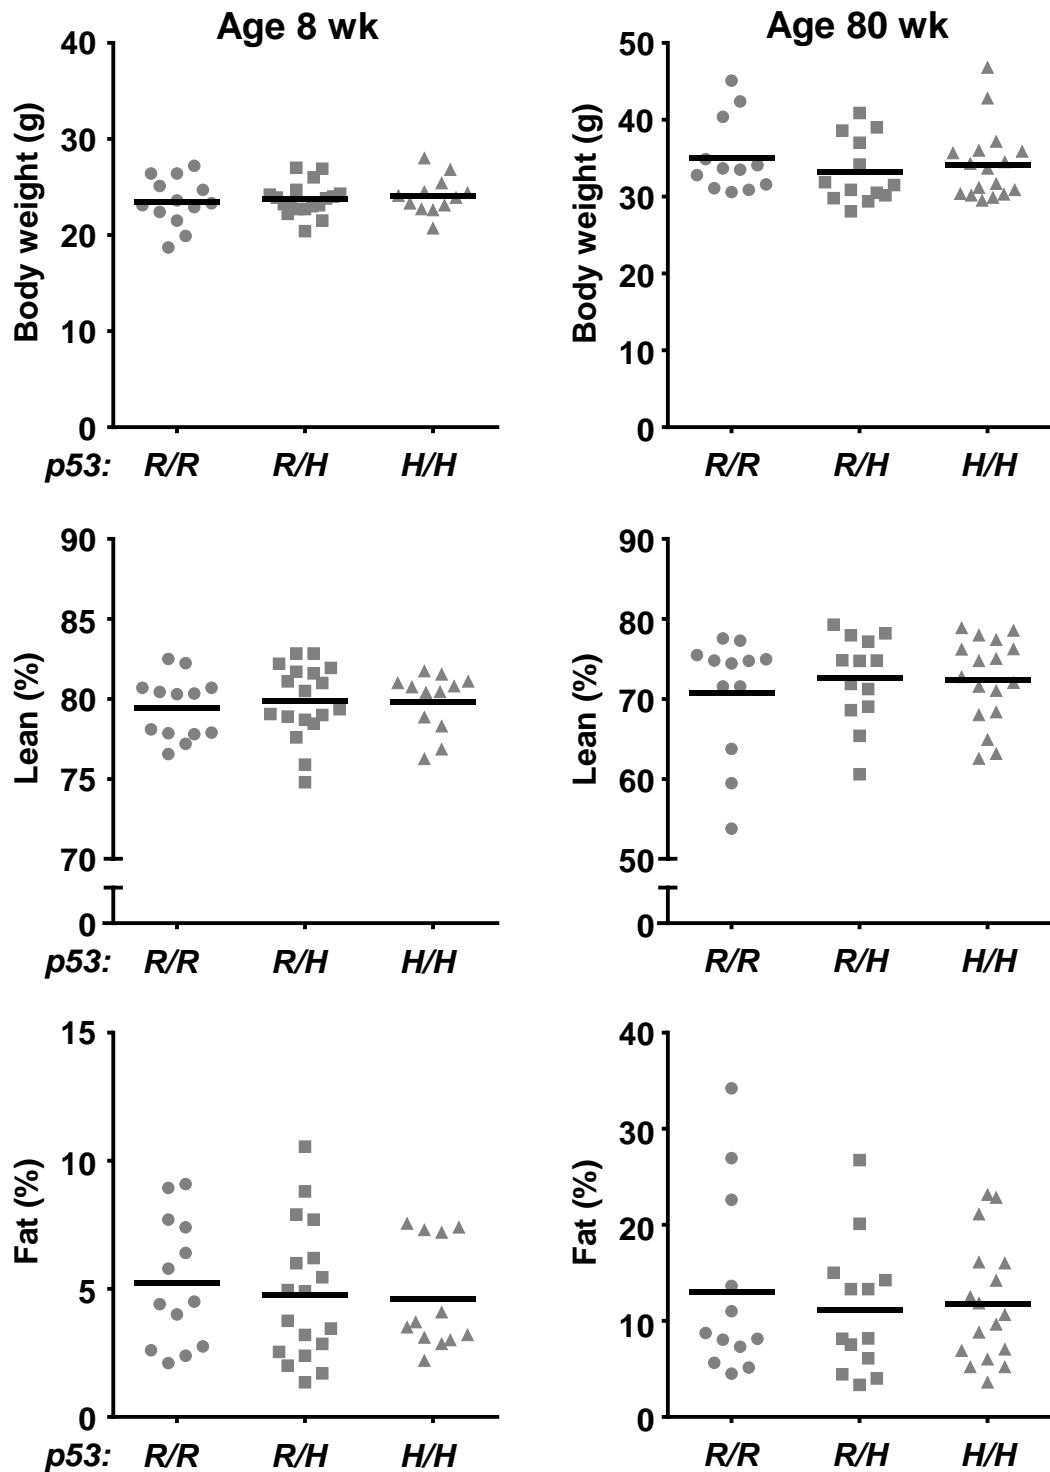 Age 8 wk
Body weight (g)
40
30
20
10
0
p53: R/R R/H H/H
Age 80 wk
Body weight (g)
50
40
30
20
10
0
R/R R/H H/H
Lean (%)
90
85
80
75
70
0
p53: R/R R/H H/H
Lean (%)
90
80
70
60
50
0
R/R R/H H/H
Fat (%)
15
10
5
0
p53: R/R R/H H/H
Fat (%)
40
30
20
10
0
R/R R/H H/H